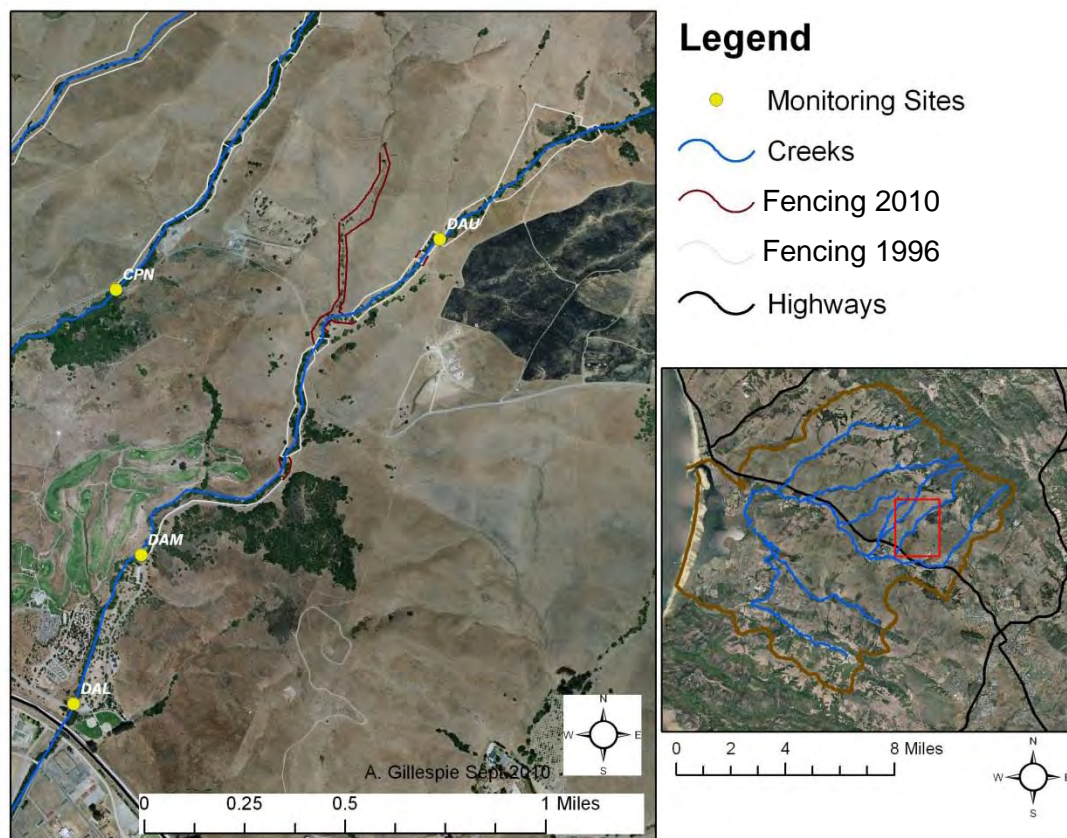 CPN
DAU
DAM
DAL
N
W E
S
A. Gillespie Sept 2010
0 0.25 0.5 1 Miles
Legend
Monitoring Sites
Creeks
Fencing 2010
Fencing 1996
Highways
0 2 4 8 Miles
N
W E
S